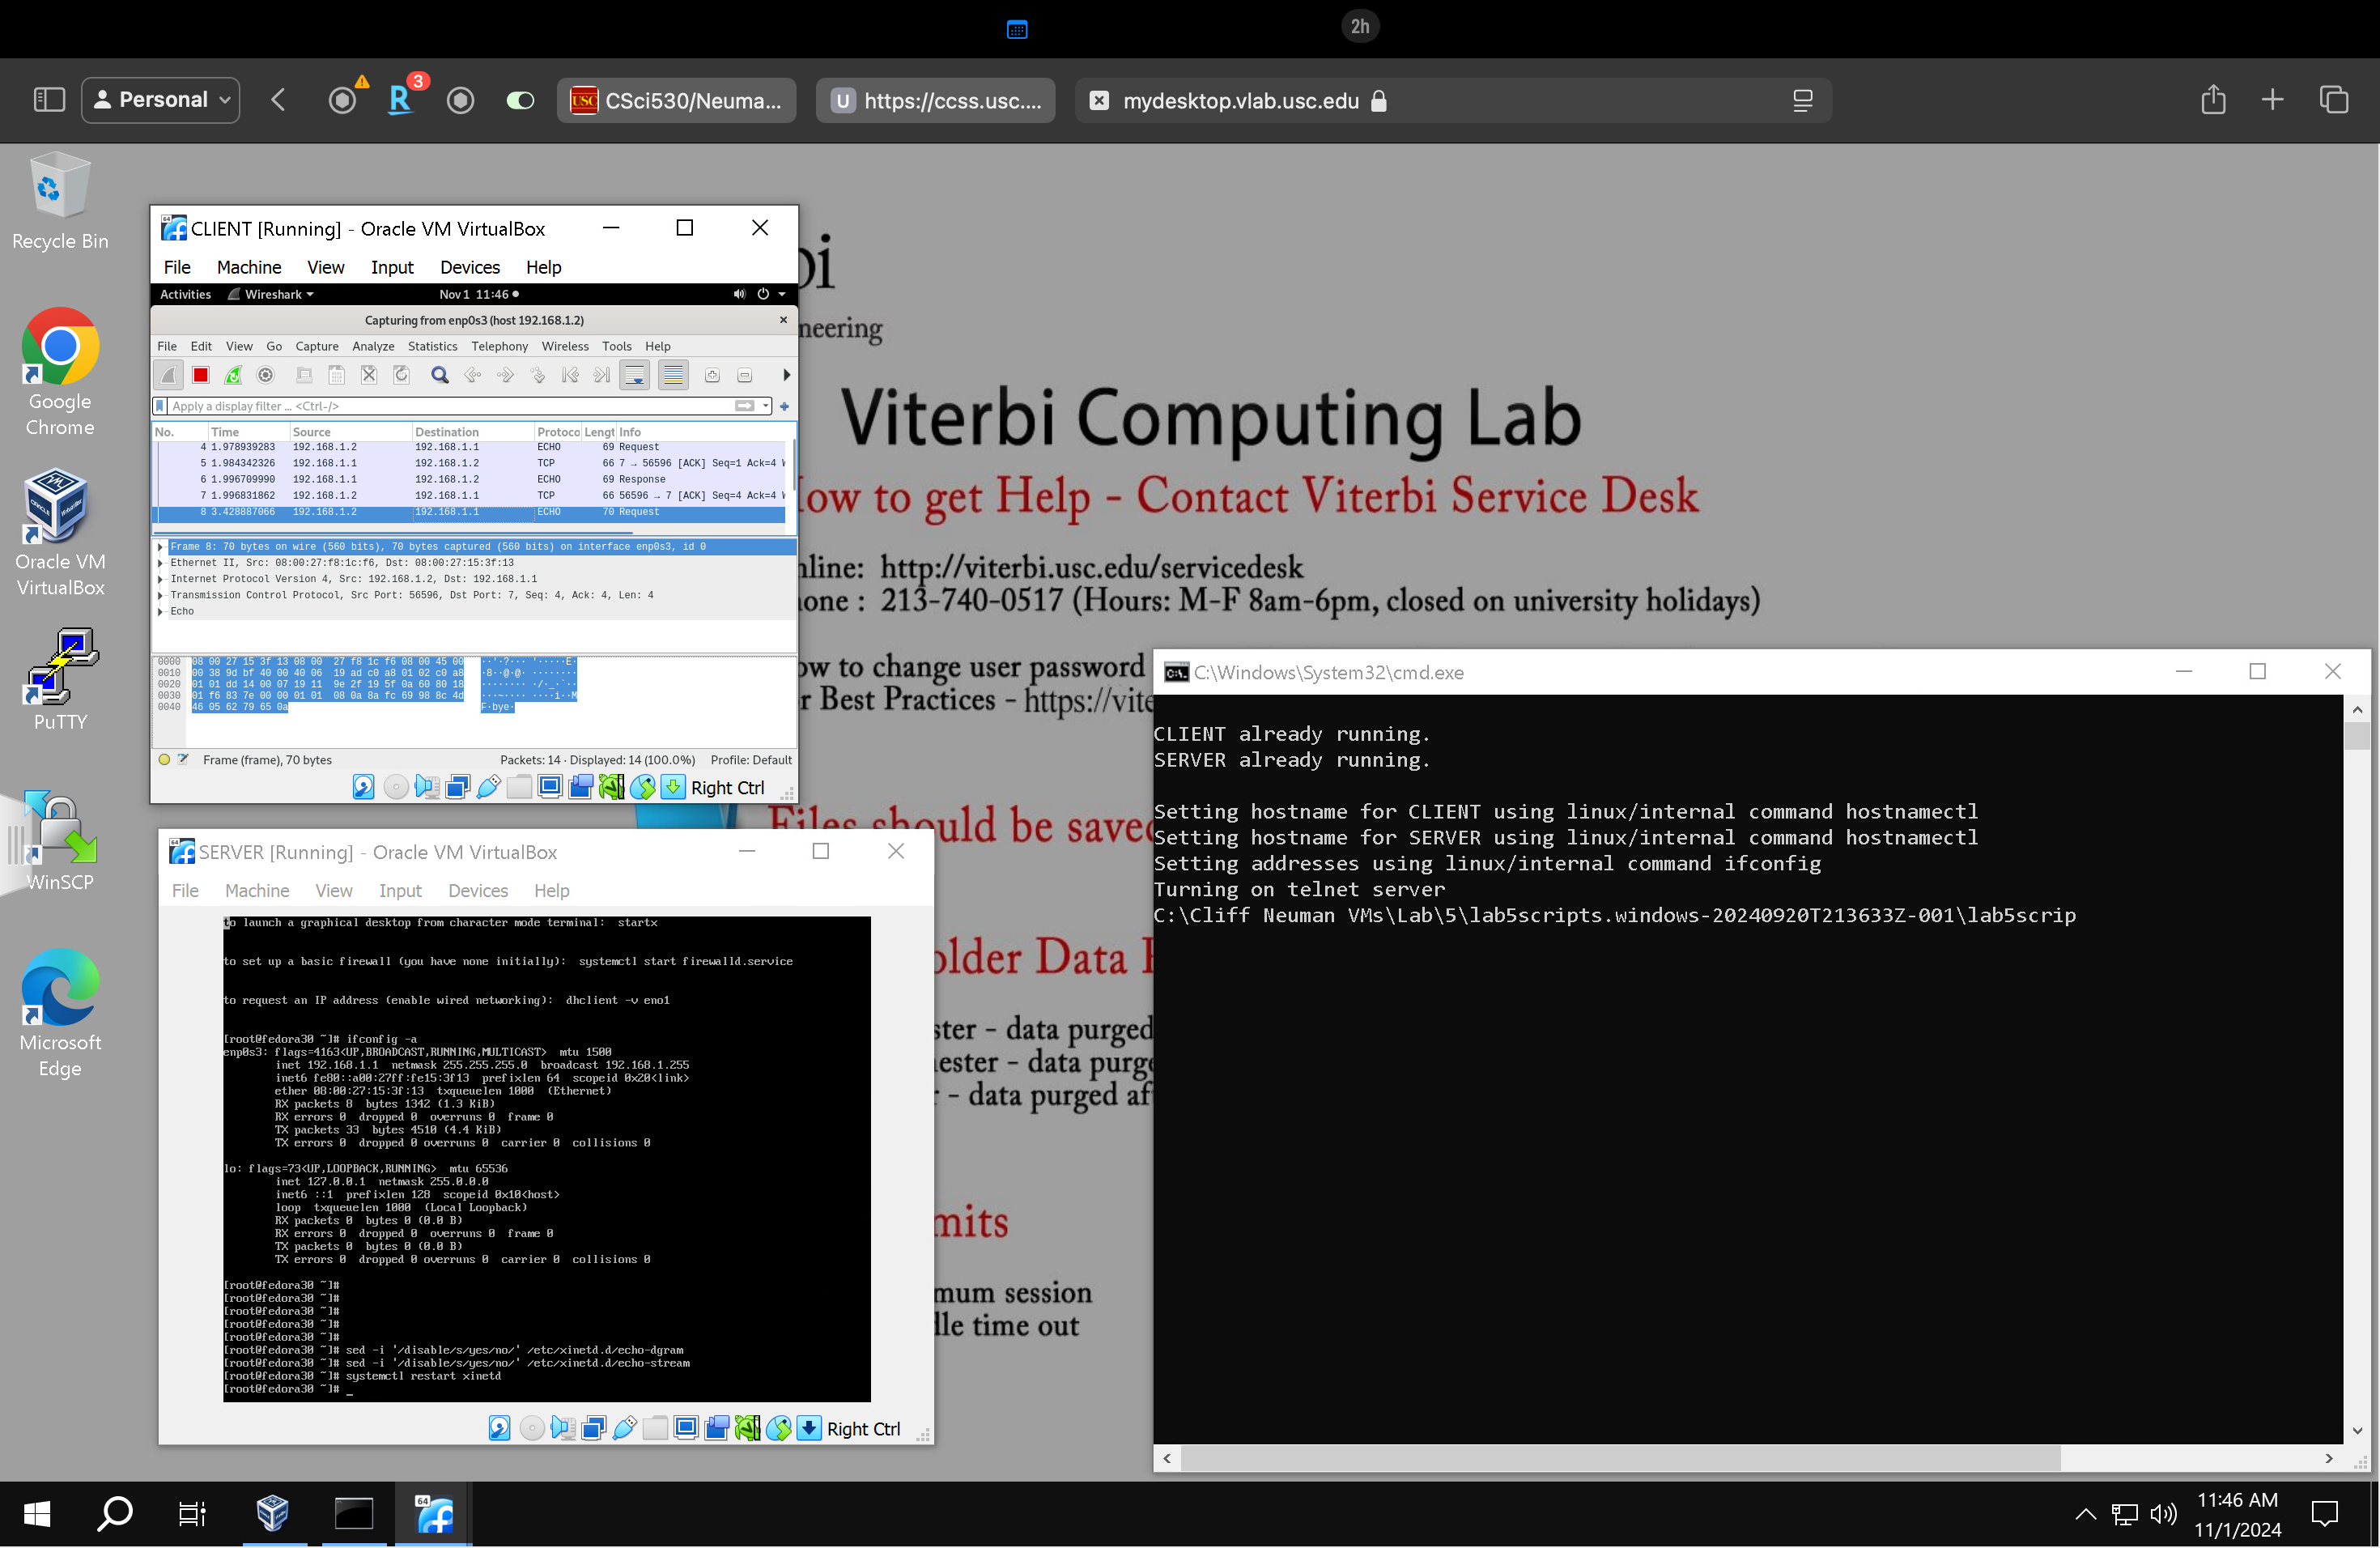 2h
Personal
3
CSci530/Neuma...
https://ccss.usc....
mydesktop.vlab.usc.edu
Recycle Bin
Google
Chrome
Oracle VM
VirtualBox
PuTTY
WinSCP
Microsoft
Edge
CLIENT [Running] - Oracle VM VirtualBox
File Machine View Input Devices Help
Activities Wireshark Nov 1 11:46
Capturing from enp0s3 (host 192.168.1.2)
File Edit View Go Capture Analyze Statistics Telephony Wireless Tools Help
Apply a display filter ... <Ctrl-/>
No. Time Source Destination Protoco Lengt Info
4 1.978939283 192.168.1.2 192.168.1.1 ECHO 69 Request
5 1.984342326 192.168.1.1 192.168.1.2 TCP 66 7 → 56596 [ACK] Seq=1 Ack=4 W
6 1.996709990 192.168.1.1 192.168.1.2 ECHO 69 Response
7 1.996831862 192.168.1.2 192.168.1.1 TCP 66 56596 → 7 [ACK] Seq=4 Ack=4 W
8 3.428887066 192.168.1.2 192.168.1.1 ECHO 70 Request
Frame 8: 70 bytes on wire (560 bits), 70 bytes captured (560 bits) on interface enp0s3, id 0
Ethernet II, Src: 08:00:27:f8:1c:f6, Dst: 08:00:27:15:3f:13
Internet Protocol Version 4, Src: 192.168.1.2, Dst: 192.168.1.1
Transmission Control Protocol, Src Port: 56596, Dst Port: 7, Seq: 4, Ack: 4, Len: 4
Echo
0000 08 00 27 15 3f 13 08 00 27 f8 1c f6 08 00 45 00 ··'·?··· '·····E·
0010 00 38 9d bf 40 00 40 06 19 ad c0 a8 01 02 c0 a8 ·8··@·@· ········
0020 01 01 dd 14 00 07 19 11 9e 2f 19 5f 0a 60 80 18 ········ ·/·_·`··
0030 01 f6 83 7e 00 00 01 01 08 0a 8a fc 69 98 8c 4d ···~···· ····i··M
0040 46 05 62 79 65 0a F·bye·
Frame (frame), 70 bytes Packets: 14 · Displayed: 14 (100.0%) Profile: Default
Right Ctrl
bi
neering
Viterbi Computing Lab
How to get Help - Contact Viterbi Service Desk
nline: http://viterbi.usc.edu/servicedesk
hone : 213-740-0517 (Hours: M-F 8am-6pm, closed on university holidays)
ow to change user password
r Best Practices - https://vite
Files should be saved
older Data
ster - data purged
ester - data purge
r - data purged af
mits
mum session
dle time out
SERVER [Running] - Oracle VM VirtualBox
File Machine View Input Devices Help
to launch a graphical desktop from character mode terminal: startx
to set up a basic firewall (you have none initially): systemctl start firewalld.service
to request an IP address (enable wired networking): dhclient -v eno1
[root@fedora30 ~]# ifconfig -a
enp0s3: flags=4163<UP,BROADCAST,RUNNING,MULTICAST> mtu 1500
inet 192.168.1.1 netmask 255.255.255.0 broadcast 192.168.1.255
inet6 fe80::a00:27ff:fe15:3f13 prefixlen 64 scopeid 0x20<link>
ether 08:00:27:15:3f:13 txqueuelen 1000 (Ethernet)
RX packets 8 bytes 1342 (1.3 KiB)
RX errors 0 dropped 0 overruns 0 frame 0
TX packets 33 bytes 4510 (4.4 KiB)
TX errors 0 dropped 0 overruns 0 carrier 0 collisions 0
lo: flags=73<UP,LOOPBACK,RUNNING> mtu 65536
inet 127.0.0.1 netmask 255.0.0.0
inet6 ::1 prefixlen 128 scopeid 0x10<host>
loop txqueuelen 1000 (Local Loopback)
RX packets 0 bytes 0 (0.0 B)
RX errors 0 dropped 0 overruns 0 frame 0
TX packets 0 bytes 0 (0.0 B)
TX errors 0 dropped 0 overruns 0 carrier 0 collisions 0
[root@fedora30 ~]#
[root@fedora30 ~]#
[root@fedora30 ~]#
[root@fedora30 ~]#
[root@fedora30 ~]#
[root@fedora30 ~]# sed -i '/disable/s/yes/no/' /etc/xinetd.d/echo-dgram
[root@fedora30 ~]# sed -i '/disable/s/yes/no/' /etc/xinetd.d/echo-stream
[root@fedora30 ~]# systemctl restart xinetd
[root@fedora30 ~]# _
Right Ctrl
C:\Windows\System32\cmd.exe
CLIENT already running.
SERVER already running.
Setting hostname for CLIENT using linux/internal command hostnamectl
Setting hostname for SERVER using linux/internal command hostnamectl
Setting addresses using linux/internal command ifconfig
Turning on telnet server
C:\Cliff Neuman VMs\Lab\5\lab5scripts.windows-20240920T213633Z-001\lab5scrip
11:46 AM
11/1/2024